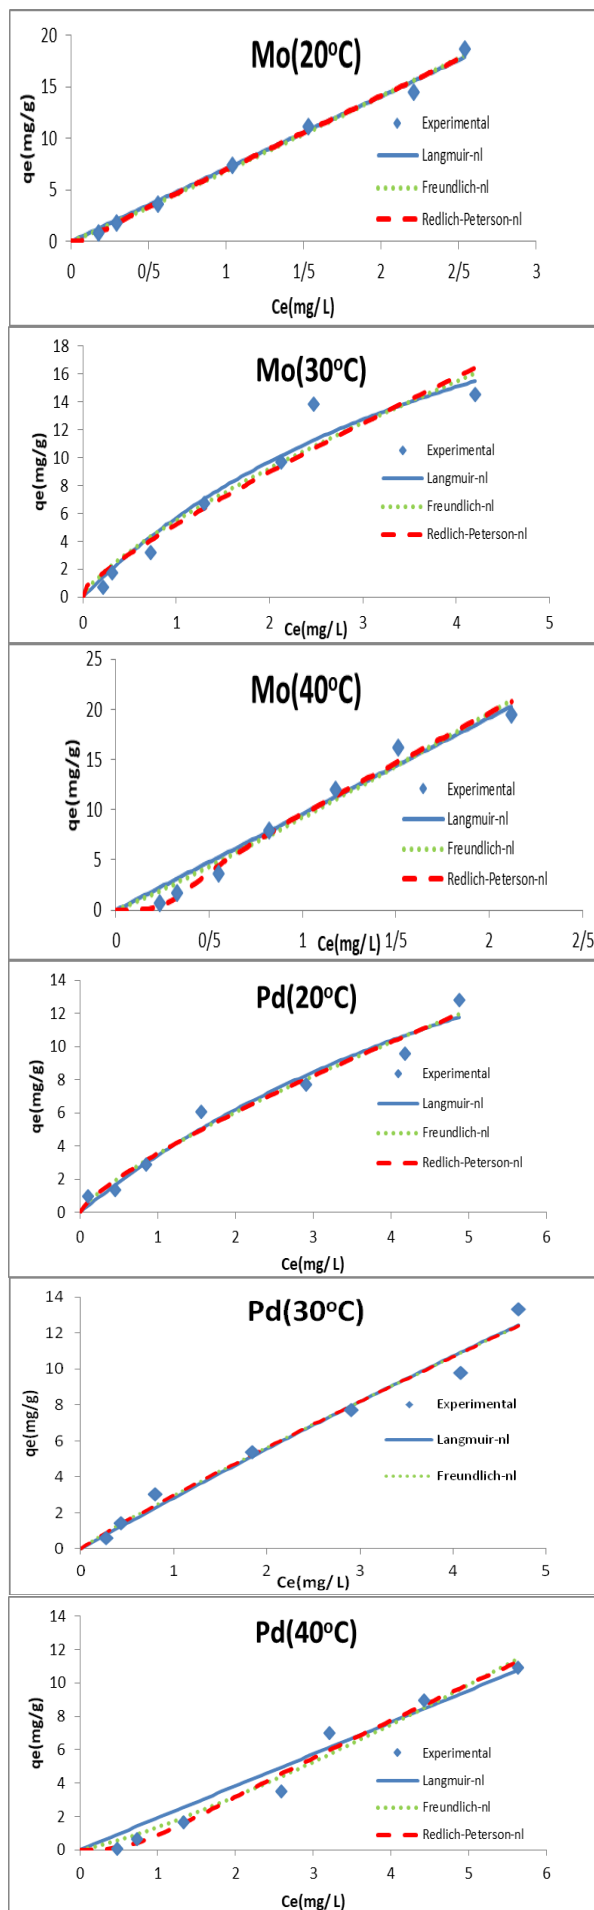 Mo(20°C)
20
15
10
5
0
qe(mg/g)
Experimental
Langmuir-nl
Freundlich-nl
Redlich-Peterson-nl
0 0/5 1 1/5 2 2/5 3
Ce(mg/L)
Mo(30°C)
18
16
14
12
10
8
6
4
2
0
qe(mg/g)
Experimental
Langmuir-nl
Freundlich-nl
Redlich-Peterson-nl
0 1 2 3 4 5
Ce(mg/L)
Mo(40°C)
25
20
15
10
5
0
qe(mg/g)
Experimental
Langmuir-nl
Freundlich-nl
Redlich-Peterson-nl
0 0/5 1 1/5 2 2/5
Ce(mg/L)
Pd(20°C)
14
12
10
8
6
4
2
0
qe(mg/g)
Experimental
Langmuir-nl
Freundlich-nl
Redlich-Peterson-nl
0 1 2 3 4 5 6
Ce(mg/L)
Pd(30°C)
14
12
10
8
6
4
2
0
qe(mg/g)
Experimental
Langmuir-nl
Freundlich-nl
0 1 2 3 4 5
Ce(mg/L)
Pd(40°C)
14
12
10
8
6
4
2
0
qe(mg/g)
Experimental
Langmuir-nl
Freundlich-nl
Redlich-Peterson-nl
0 1 2 3 4 5 6
Ce(mg/L)